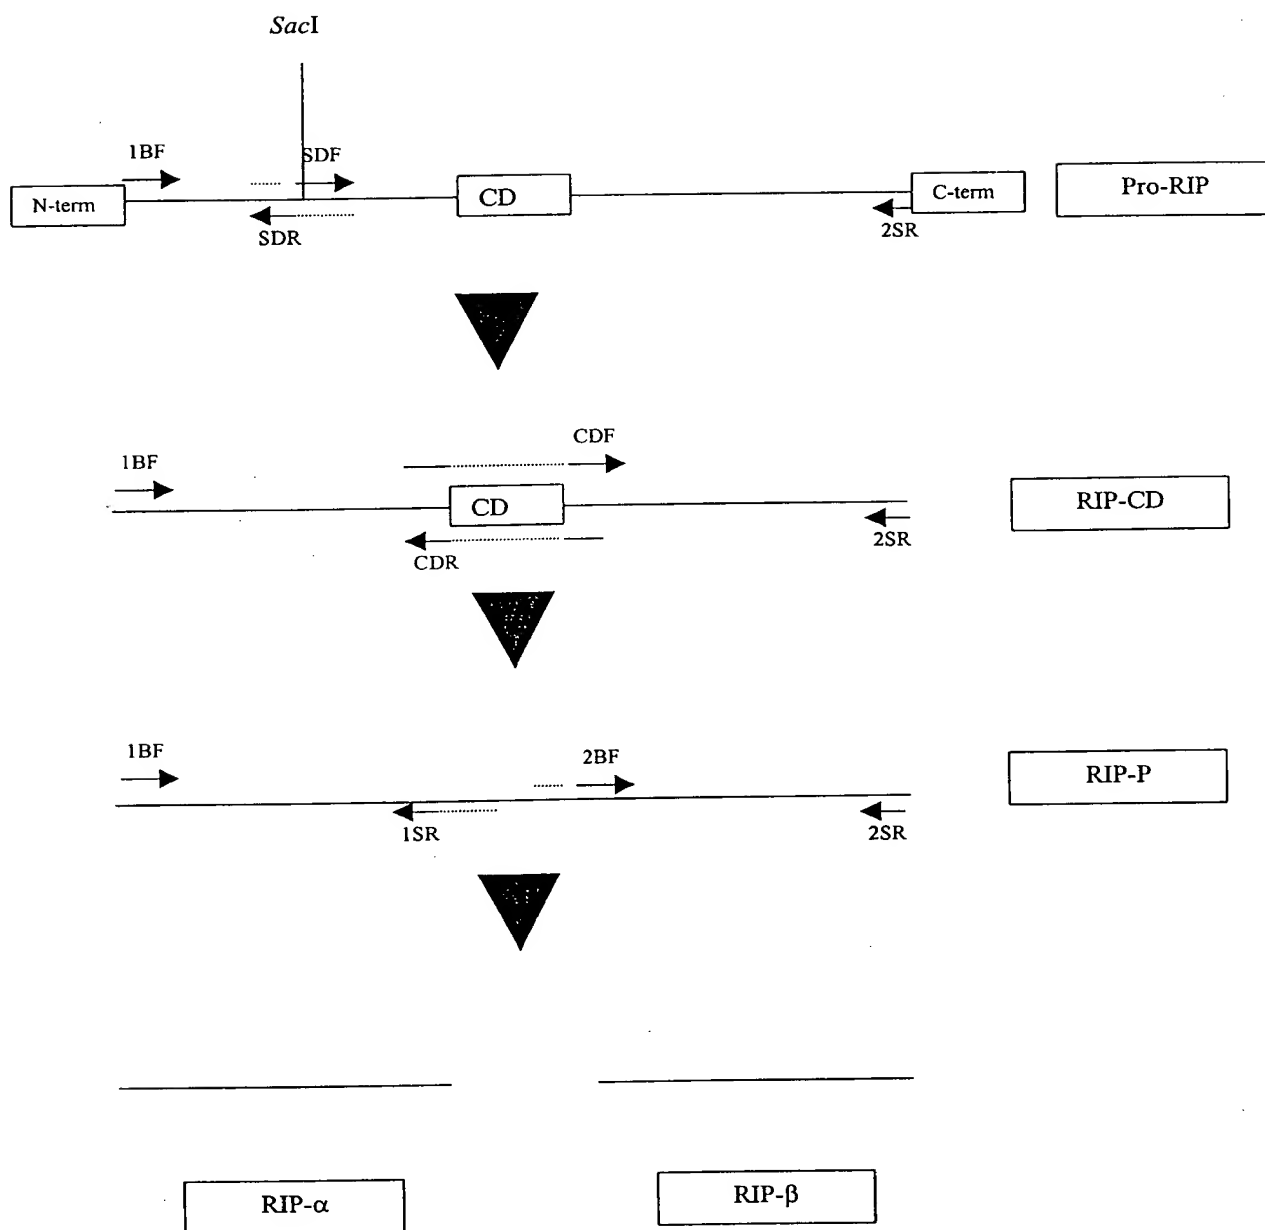 SacI
1BF
SDF
N-term
CD
C-term
Pro-RIP
SDR
2SR
CDF
1BF
CD
RIP-CD
CDR
2SR
1BF
2BF
RIP-P
1SR
2SR
RIP-α
RIP-β